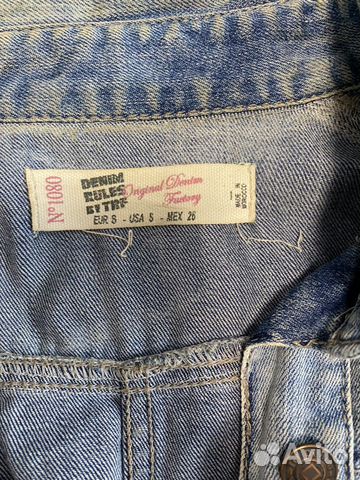 Nº1080
DENIM
RULES
BY TRF
Original Denim
Factory
EUR S - USA S - MEX 26
MADE IN
MOROCCO
Avito